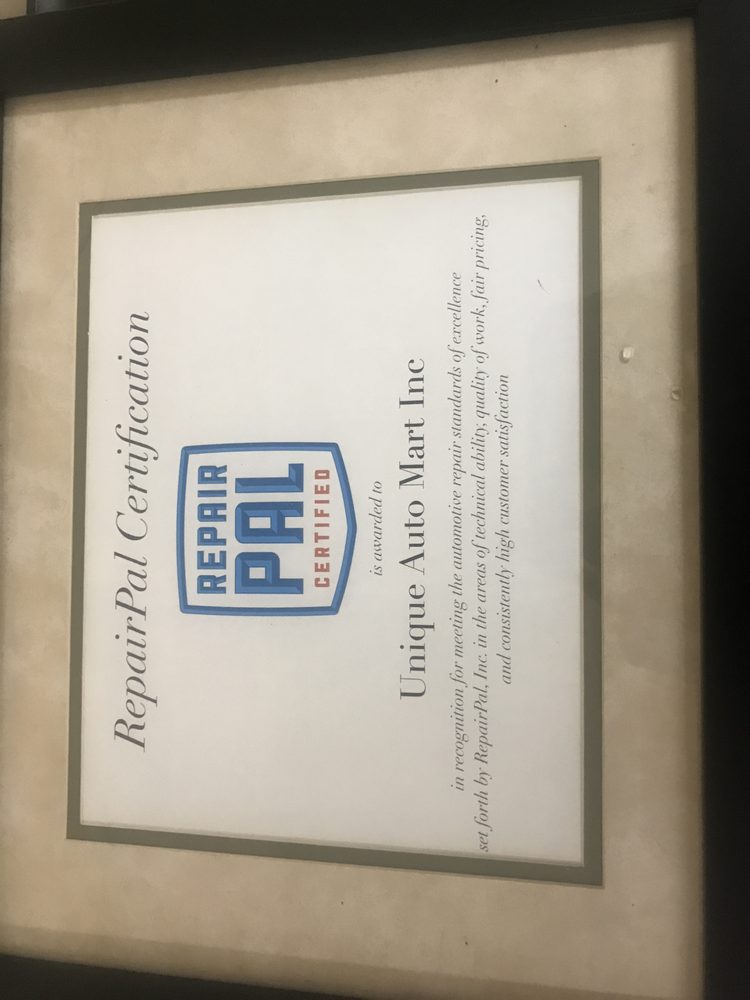 RepairPal Certification
REPAIR
PAL
CERTIFIED
is awarded to
Unique Auto Mart Inc
in recognition for meeting the automotive repair standards of excellence
set forth by RepairPal, Inc. in the areas of technical ability, quality of work, fair pricing,
and consistently high customer satisfaction